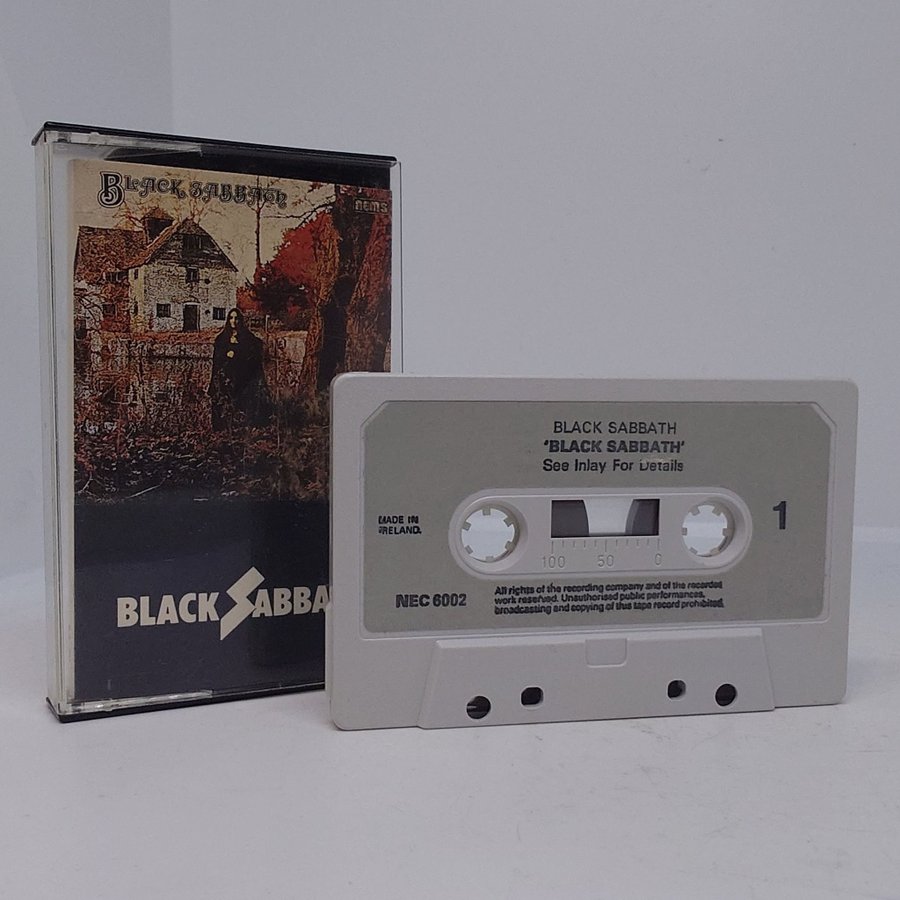 BLACK SABBATH
nems
BLACK SABBA
BLACK SABBATH
'BLACK SABBATH'
See Inlay For Details
MADE IN
IRELAND.
1
100 50 0
NEC 6002
All rights of the recording company and of the recorded
work reserved. Unauthorised public performances,
broadcasting and copying of this tape record prohibited.